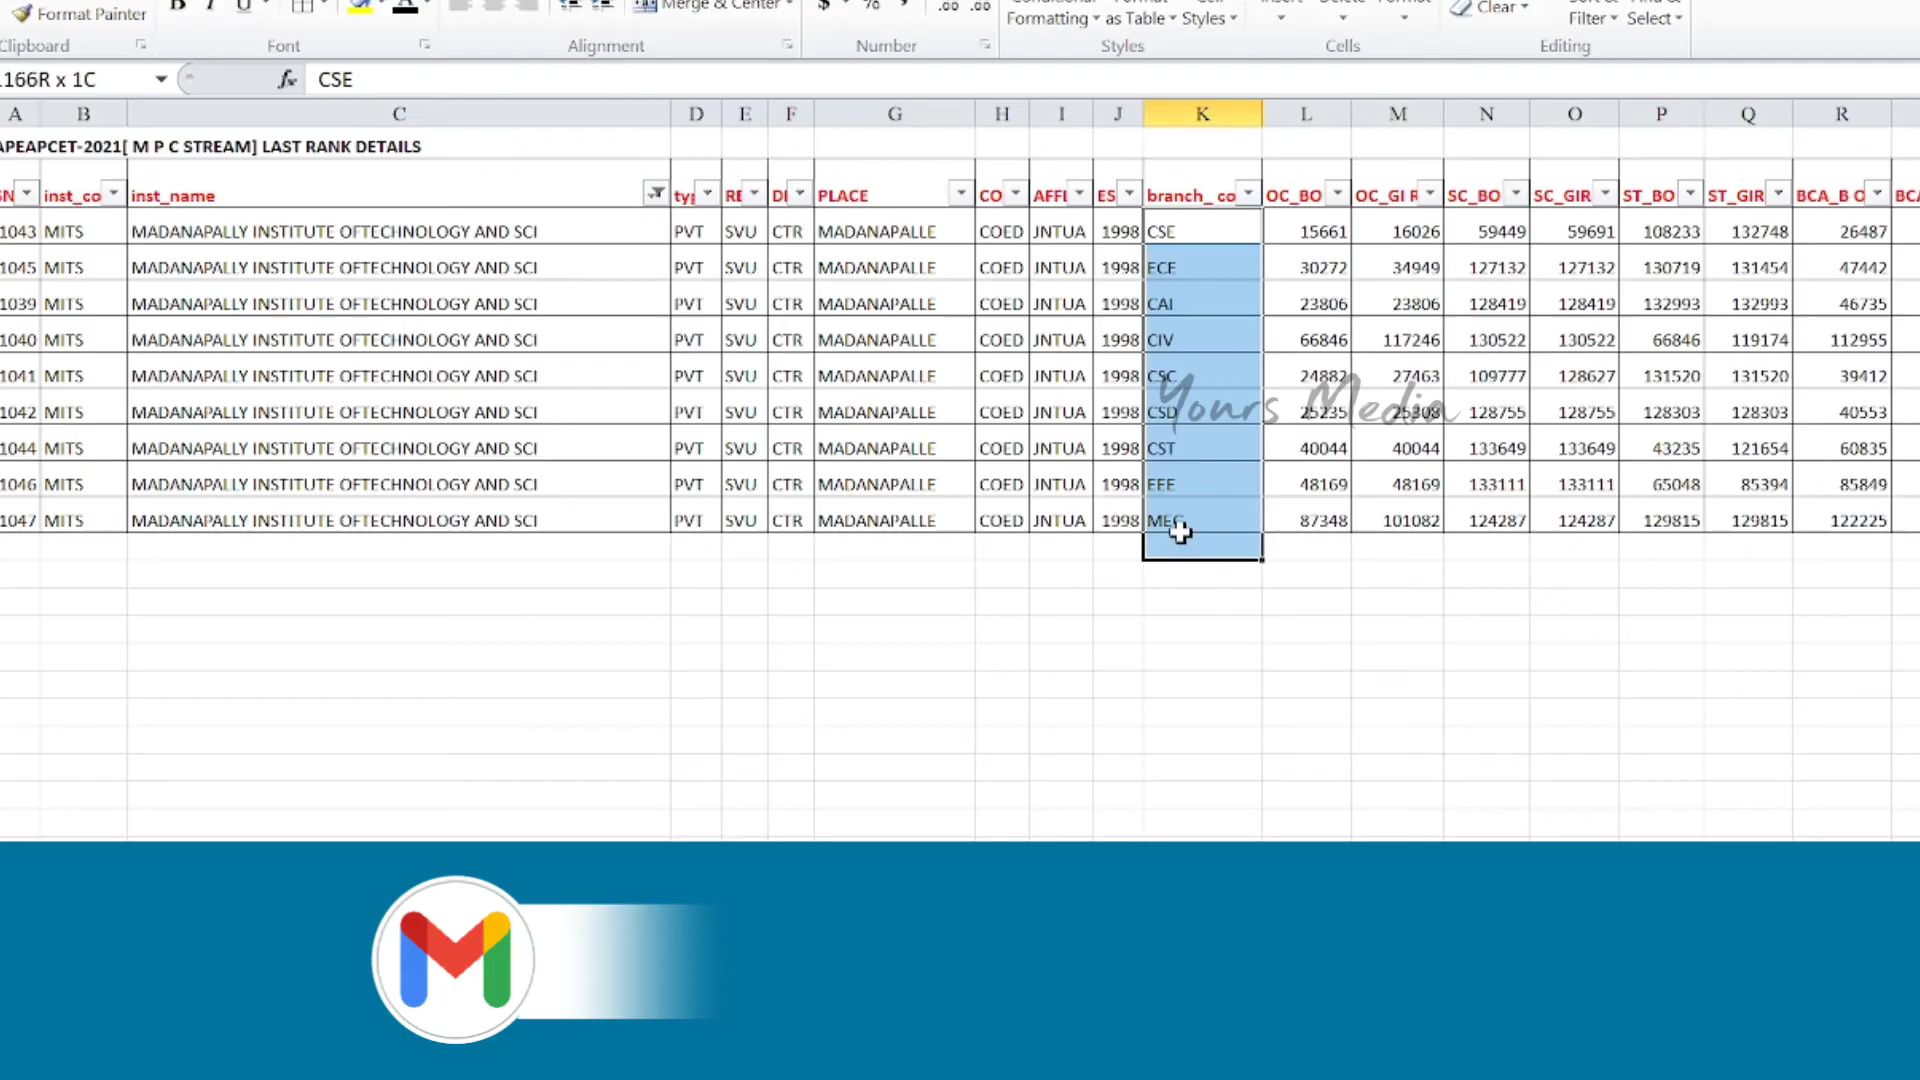 Format Painter
B I U
Merge & Center
$ % ,
Formatting as Table Styles
Clear
Filter Select
Clipboard Font Alignment Number Styles Cells Editing
166R x 1C fx CSE
A B C D E F G H I J K L M N O P Q R
APEAPCET-2021[ M P C STREAM] LAST RANK DETAILS
SN inst_co inst_name PLACE CO AFFL ES branch_ co OC_BO OC_GI R SC_BO SC_GIR ST_BO ST_GIR BCA_B O BCA
1043 MITS MADANAPALLY INSTITUTE OFTECHNOLOGY AND SCI PVT SVU CTR MADANAPALLE COED JNTUA 1998 CSE 15661 16026 59449 59691 108233 132748 26487
1045 MITS MADANAPALLY INSTITUTE OFTECHNOLOGY AND SCI PVT SVU CTR MADANAPALLE COED JNTUA 1998 ECE 30272 34949 127132 127132 130719 131454 47442
1039 MITS MADANAPALLY INSTITUTE OFTECHNOLOGY AND SCI PVT SVU CTR MADANAPALLE COED JNTUA 1998 CAI 23806 23806 128419 128419 132993 132993 46735
1040 MITS MADANAPALLY INSTITUTE OFTECHNOLOGY AND SCI PVT SVU CTR MADANAPALLE COED JNTUA 1998 CIV 66846 117246 130522 130522 66846 119174 112955
1041 MITS MADANAPALLY INSTITUTE OFTECHNOLOGY AND SCI PVT SVU CTR MADANAPALLE COED JNTUA 1998 CSC 24882 27463 109777 128627 131520 131520 39412
Yours Media
1042 MITS MADANAPALLY INSTITUTE OFTECHNOLOGY AND SCI PVT SVU CTR MADANAPALLE COED JNTUA 1998 CSD 25235 25308 128755 128755 128303 128303 40553
1044 MITS MADANAPALLY INSTITUTE OFTECHNOLOGY AND SCI PVT SVU CTR MADANAPALLE COED JNTUA 1998 CST 40044 40044 133649 133649 43235 121654 60835
1046 MITS MADANAPALLY INSTITUTE OFTECHNOLOGY AND SCI PVT SVU CTR MADANAPALLE COED JNTUA 1998 EEE 48169 48169 133111 133111 65048 85394 85849
1047 MITS MADANAPALLY INSTITUTE OFTECHNOLOGY AND SCI PVT SVU CTR MADANAPALLE COED JNTUA 1998 MEC 87348 101082 124287 124287 129815 129815 122225